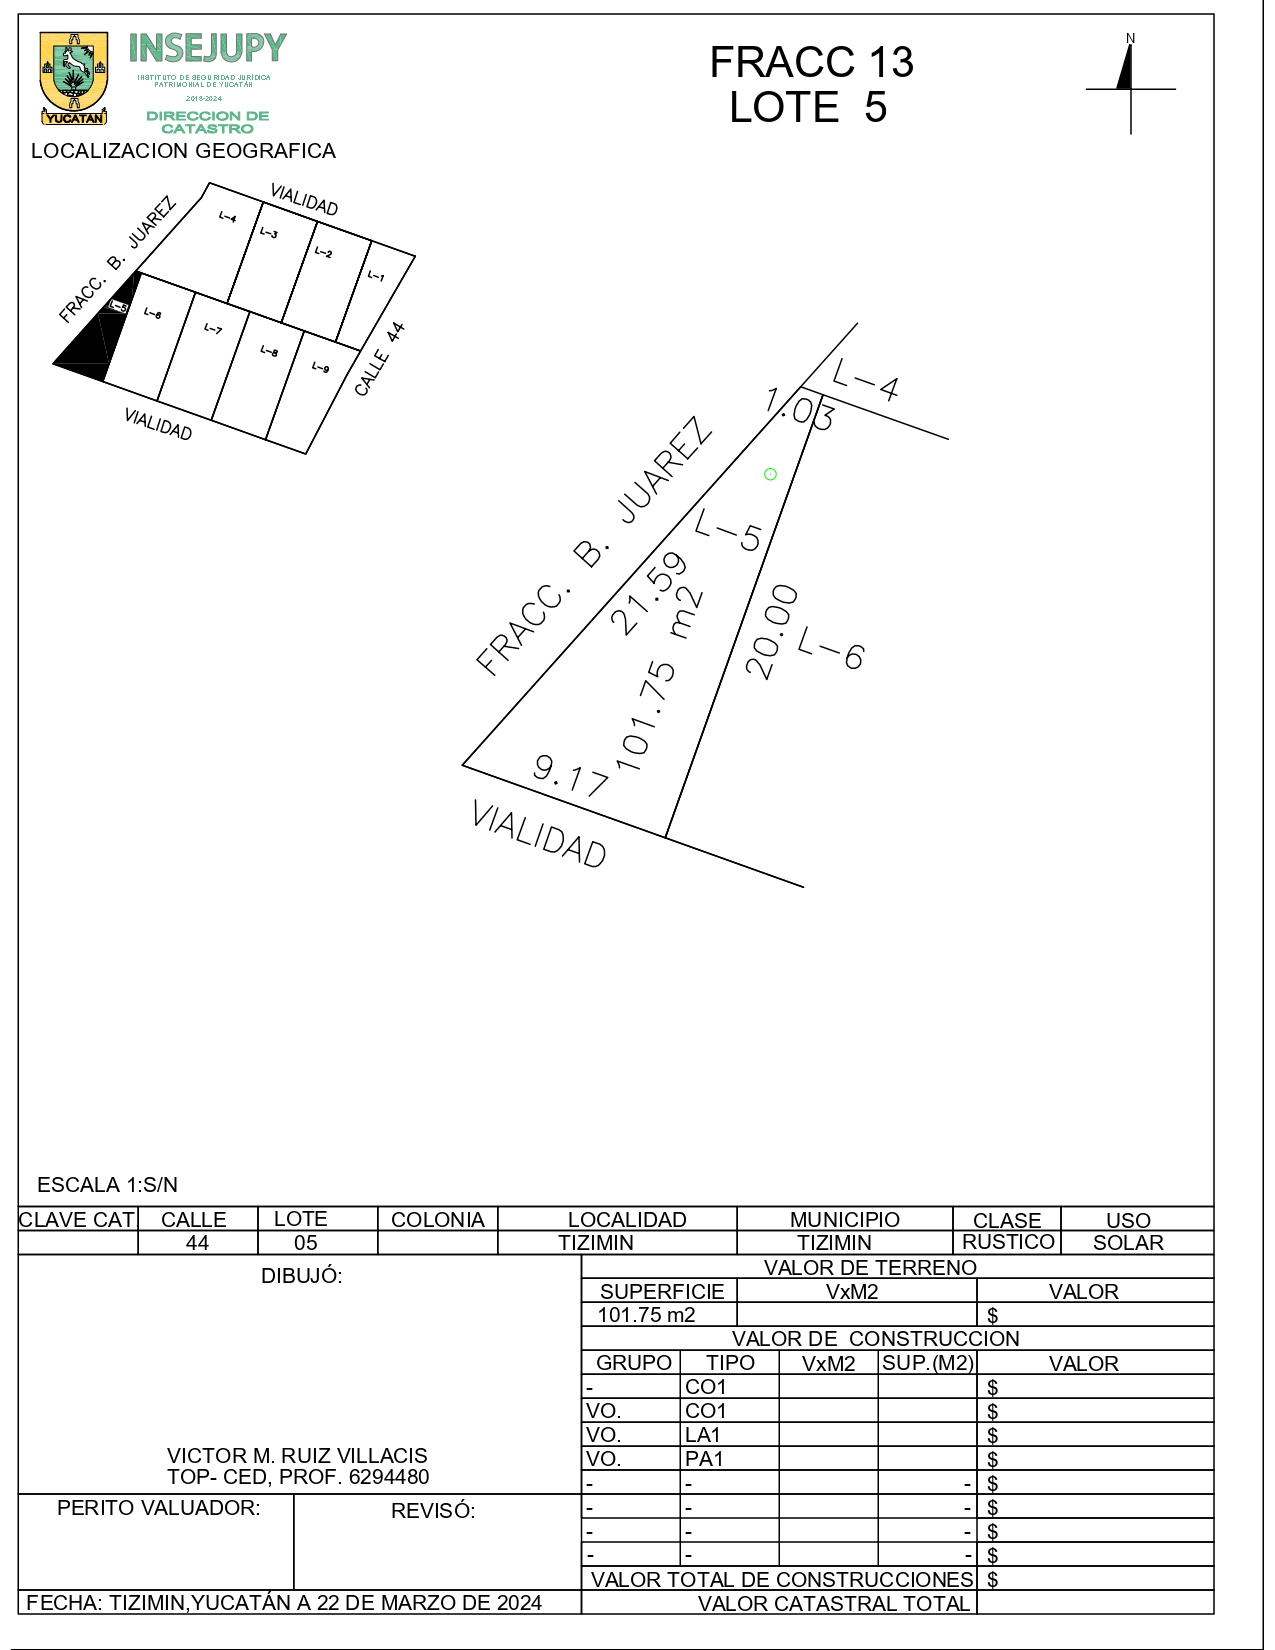 YUCATAN
INSEJUPY
INSTITUTO DE SEGURIDAD JURÍDICA
PATRIMONIAL DE YUCATÁN
2018-2024
DIRECCION DE
CATASTRO
FRACC 13
LOTE 5
N
LOCALIZACION GEOGRAFICA
VIALIDAD
FRACC. B. JUAREZ
L-4
L-3
L-2
L-1
L-5
L-6
L-7
L-8
L-9
CALLE 44
VIALIDAD
L-4
1.03
FRACC. B. JUAREZ
L-5
21.59
101.75 m2
20.00
L-6
9.17
VIALIDAD
ESCALA 1:S/N
CLAVE CAT. CALLE LOTE COLONIA LOCALIDAD MUNICIPIO CLASE USO
44 05 TIZIMIN TIZIMIN RUSTICO SOLAR
DIBUJÓ:
VICTOR M. RUIZ VILLACIS
TOP- CED, PROF. 6294480
PERITO VALUADOR: REVISÓ:
FECHA: TIZIMIN,YUCATÁN A 22 DE MARZO DE 2024
VALOR DE TERRENO
SUPERFICIE VxM2 VALOR
101.75 m2 $
VALOR DE CONSTRUCCION
GRUPO TIPO VxM2 SUP.(M2) VALOR
- CO1 $
VO. CO1 $
VO. LA1 $
VO. PA1 $
- - - $
- - - $
- - - $
- - - $
VALOR TOTAL DE CONSTRUCCIONES $
VALOR CATASTRAL TOTAL